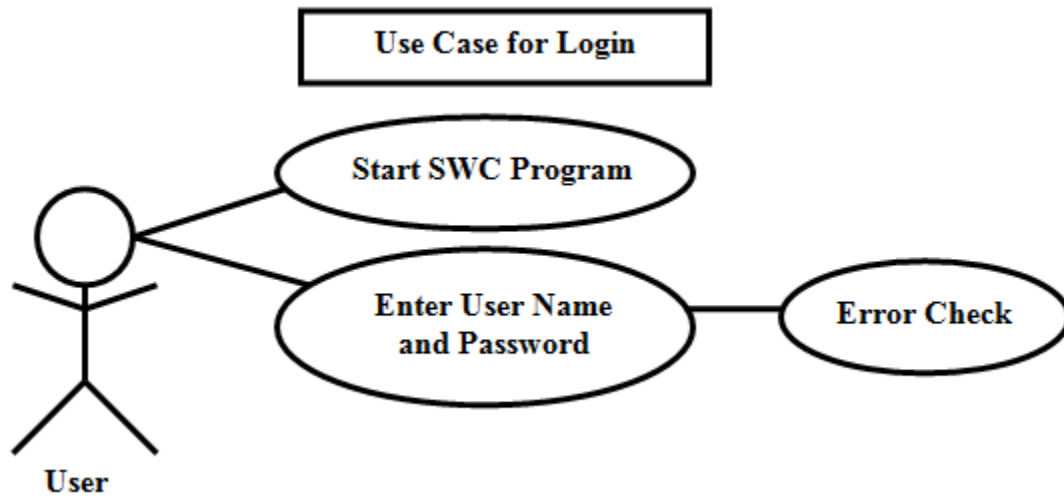 Use Case for Login
Start SWC Program
Enter User Name
and Password
Error Check
User